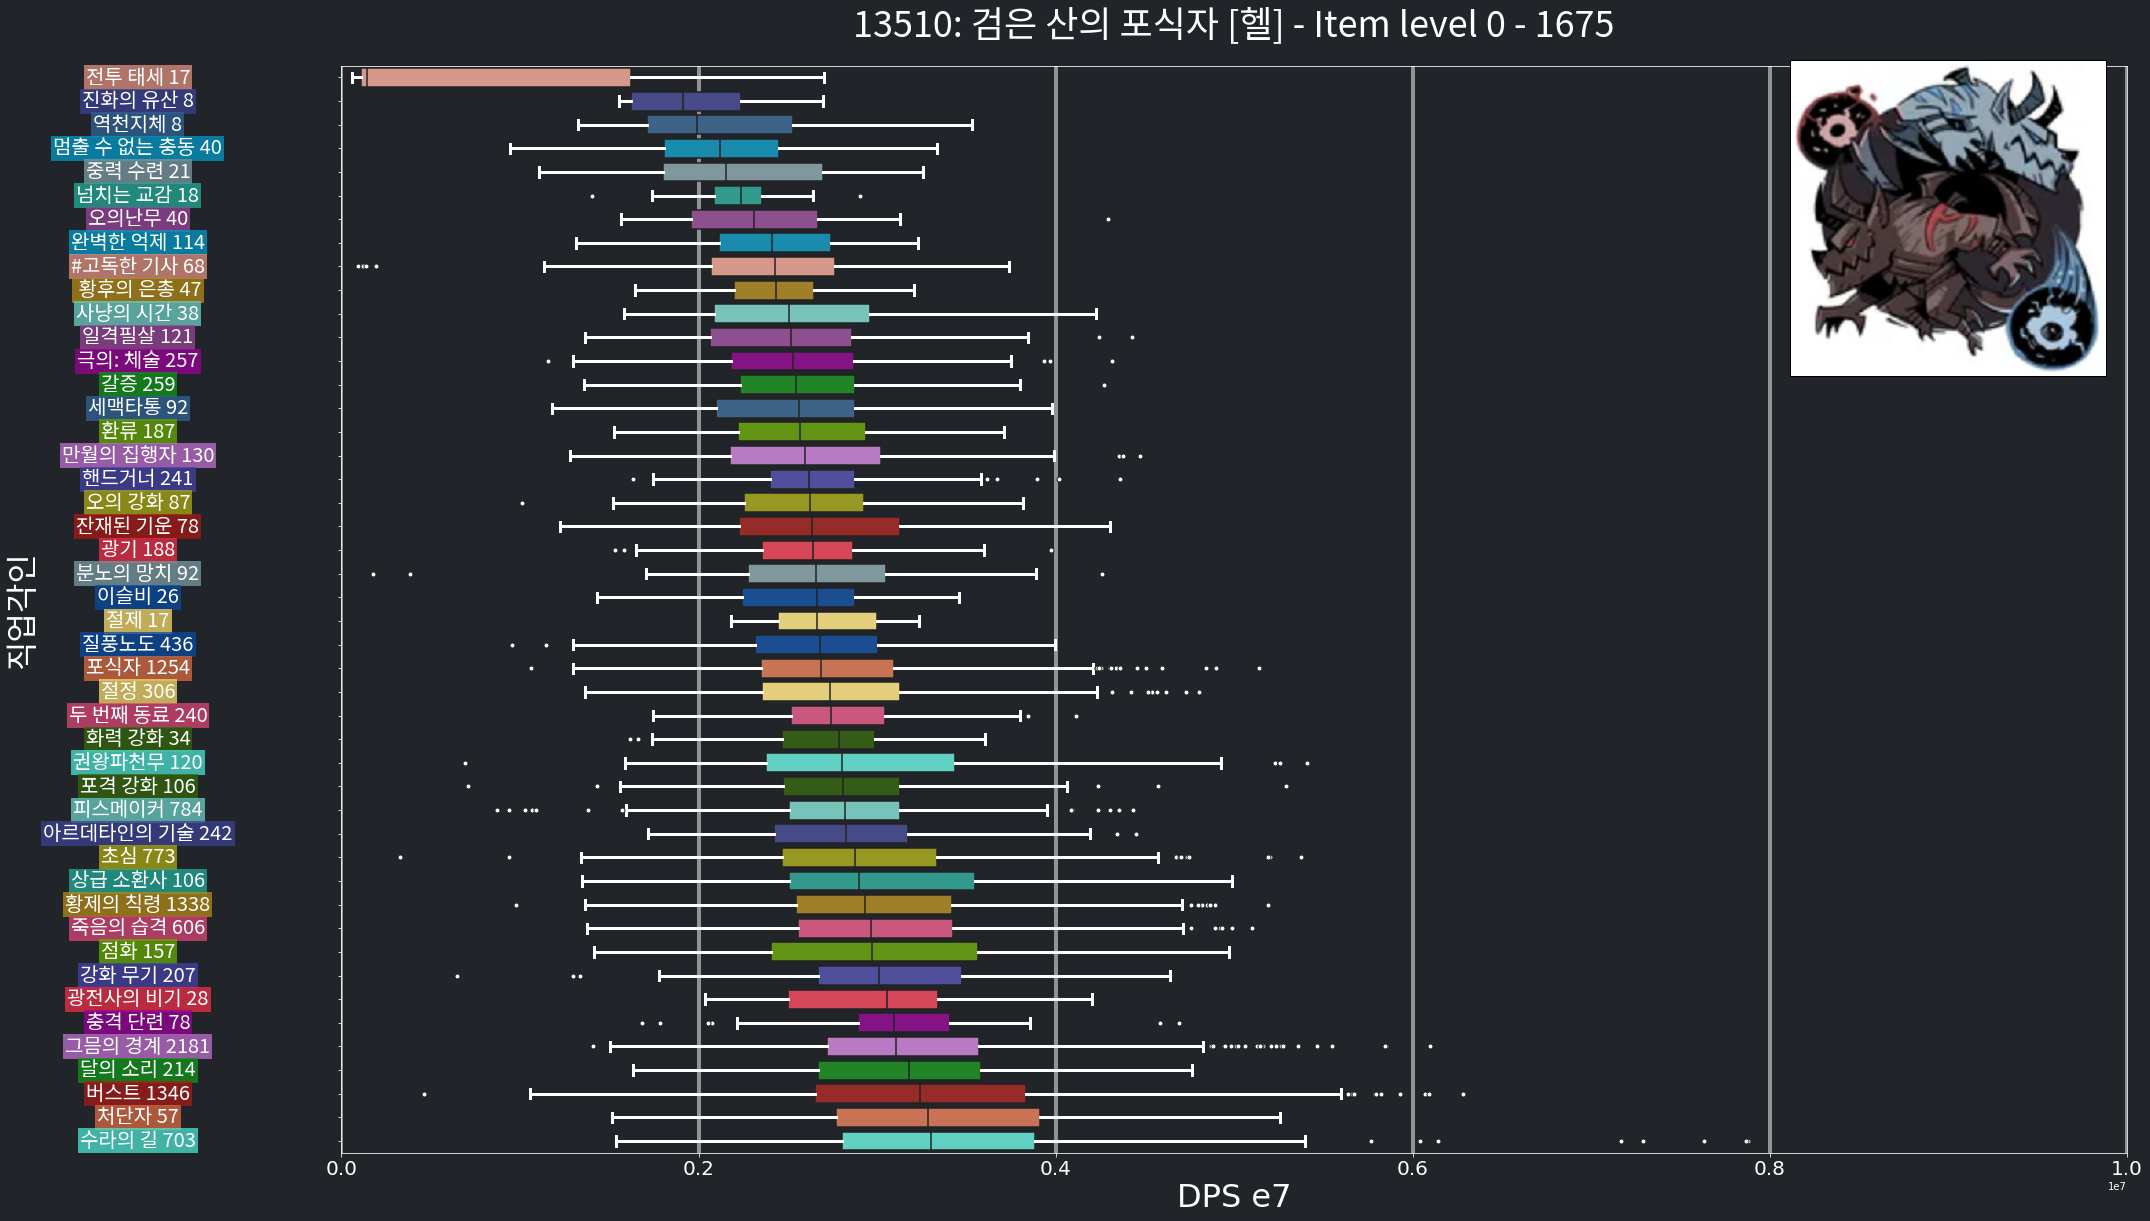 13510: 검은 산의 포식자 [헬] - Item level 0 - 1675
전투 태세 17
진화의 유산 8
역천지체 8
멈출 수 없는 충동 40
중력 수련 21
넘치는 교감 18
오의난무 40
완벽한 억제 114
#고독한 기사 68
황후의 은총 47
사냥의 시간 38
일격필살 121
극의: 체술 257
갈증 259
세맥타통 92
환류 187
만월의 집행자 130
핸드거너 241
오의 강화 87
잔재된 기운 78
광기 188
분노의 망치 92
이슬비 26
절제 17
질풍노도 436
포식자 1254
절정 306
두 번째 동료 240
화력 강화 34
권왕파천무 120
포격 강화 106
피스메이커 784
아르데타인의 기술 242
초심 773
상급 소환사 106
황제의 칙령 1338
죽음의 습격 606
점화 157
강화 무기 207
광전사의 비기 28
충격 단련 78
그믐의 경계 2181
달의 소리 214
버스트 1346
처단자 57
수라의 길 703
직업각인
0.0 0.2 0.4 0.6 0.8 1.0
1e7
DPS e7